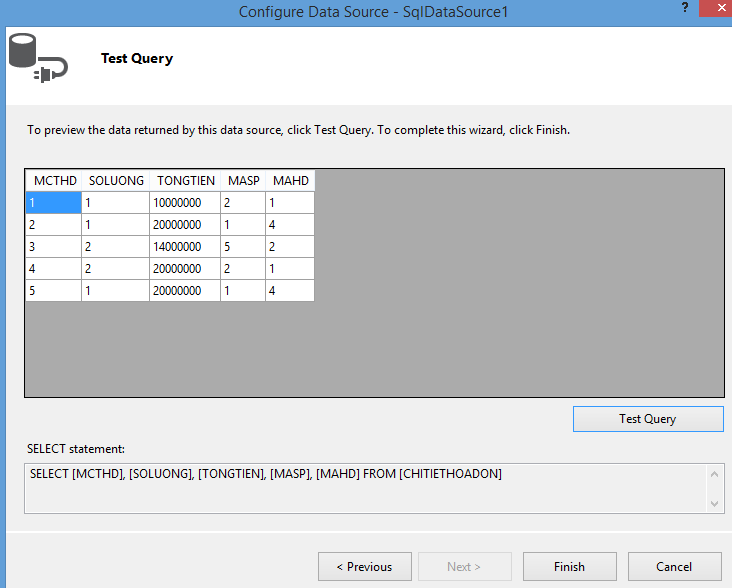 Configure Data Source - SqlDataSource1
?
Test Query
To preview the data returned by this data source, click Test Query. To complete this wizard, click Finish.
MCTHD SOLUONG TONGTIEN MASP MAHD
1 1 10000000 2 1
2 1 20000000 1 4
3 2 14000000 5 2
4 2 20000000 2 1
5 1 20000000 1 4
Test Query
SELECT statement:
SELECT [MCTHD], [SOLUONG], [TONGTIEN], [MASP], [MAHD] FROM [CHITIETHOADON]
< Previous Next > Finish Cancel